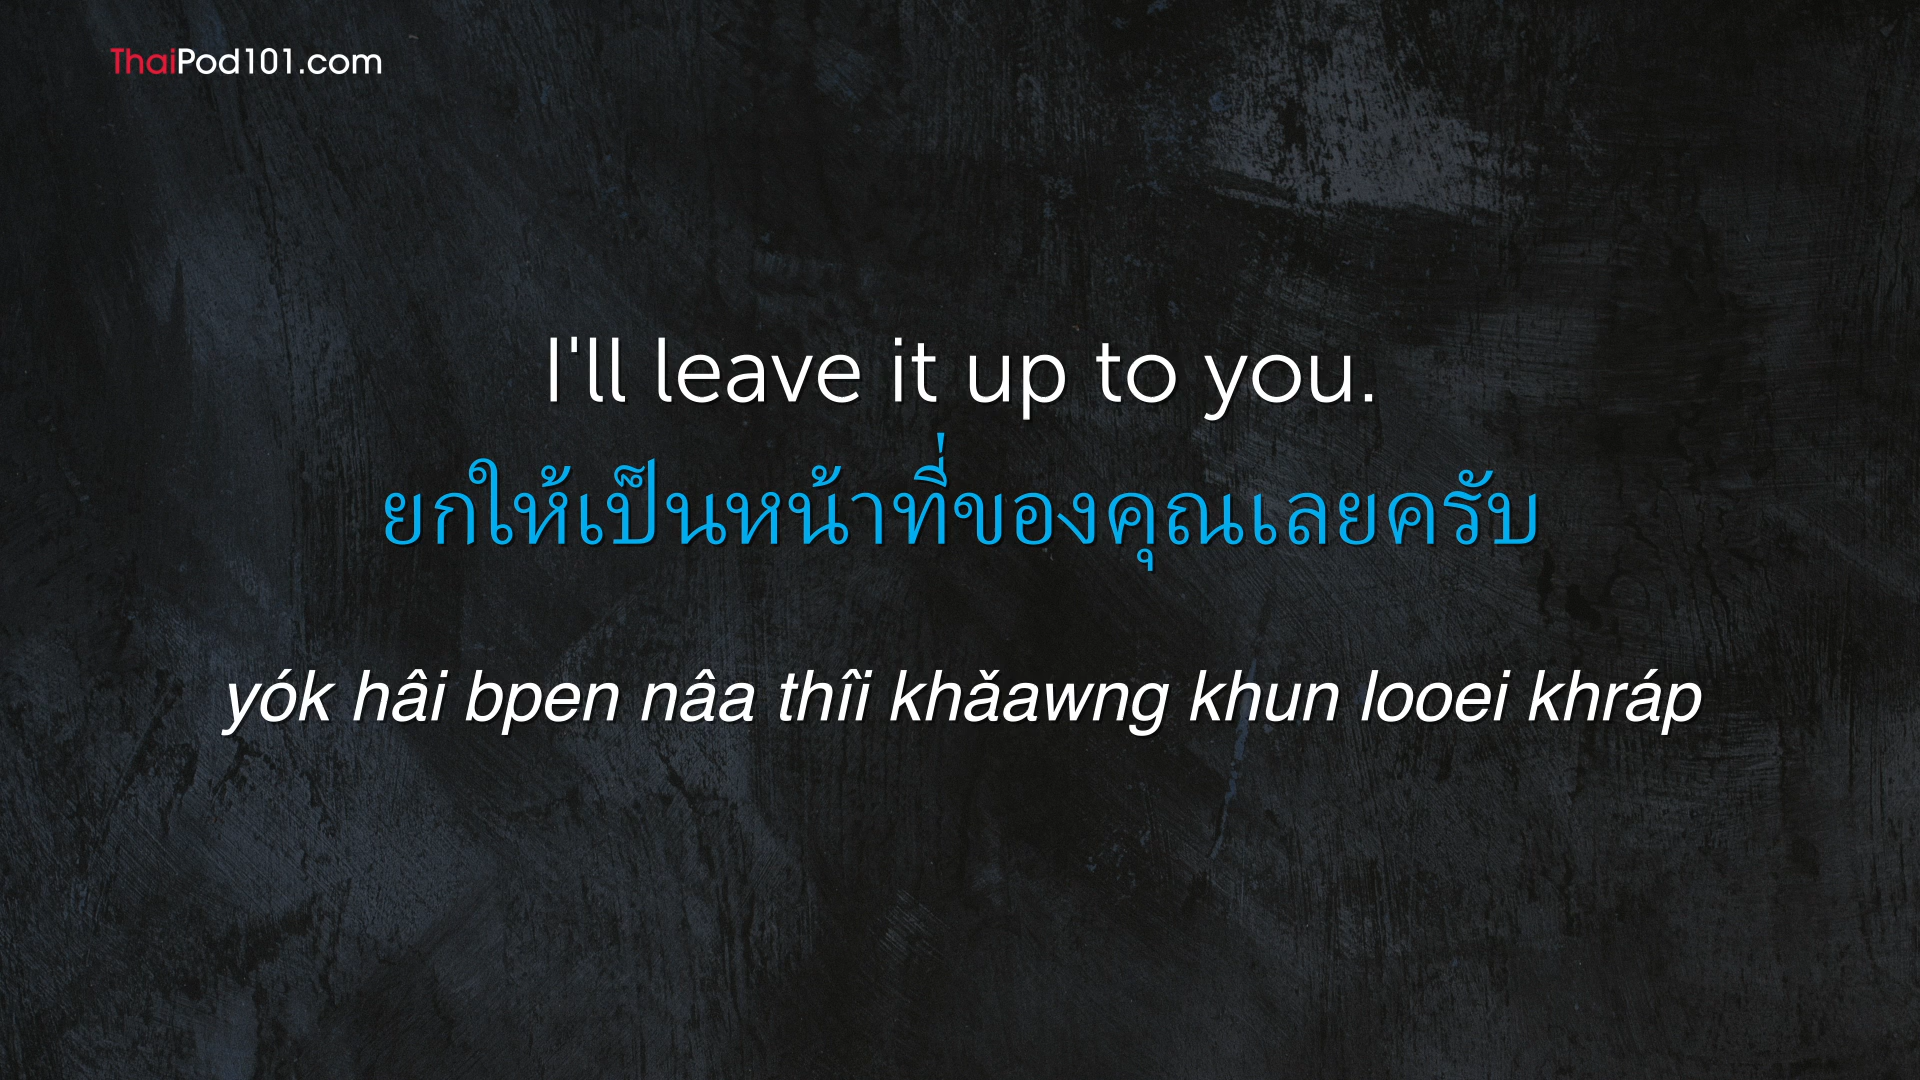 ThaiPod101.com
I'll leave it up to you.
ยกให้เป็นหน้าที่ของคุณเลยครับ
yók hâi bpen nâa thîi khǎawng khun looei khráp